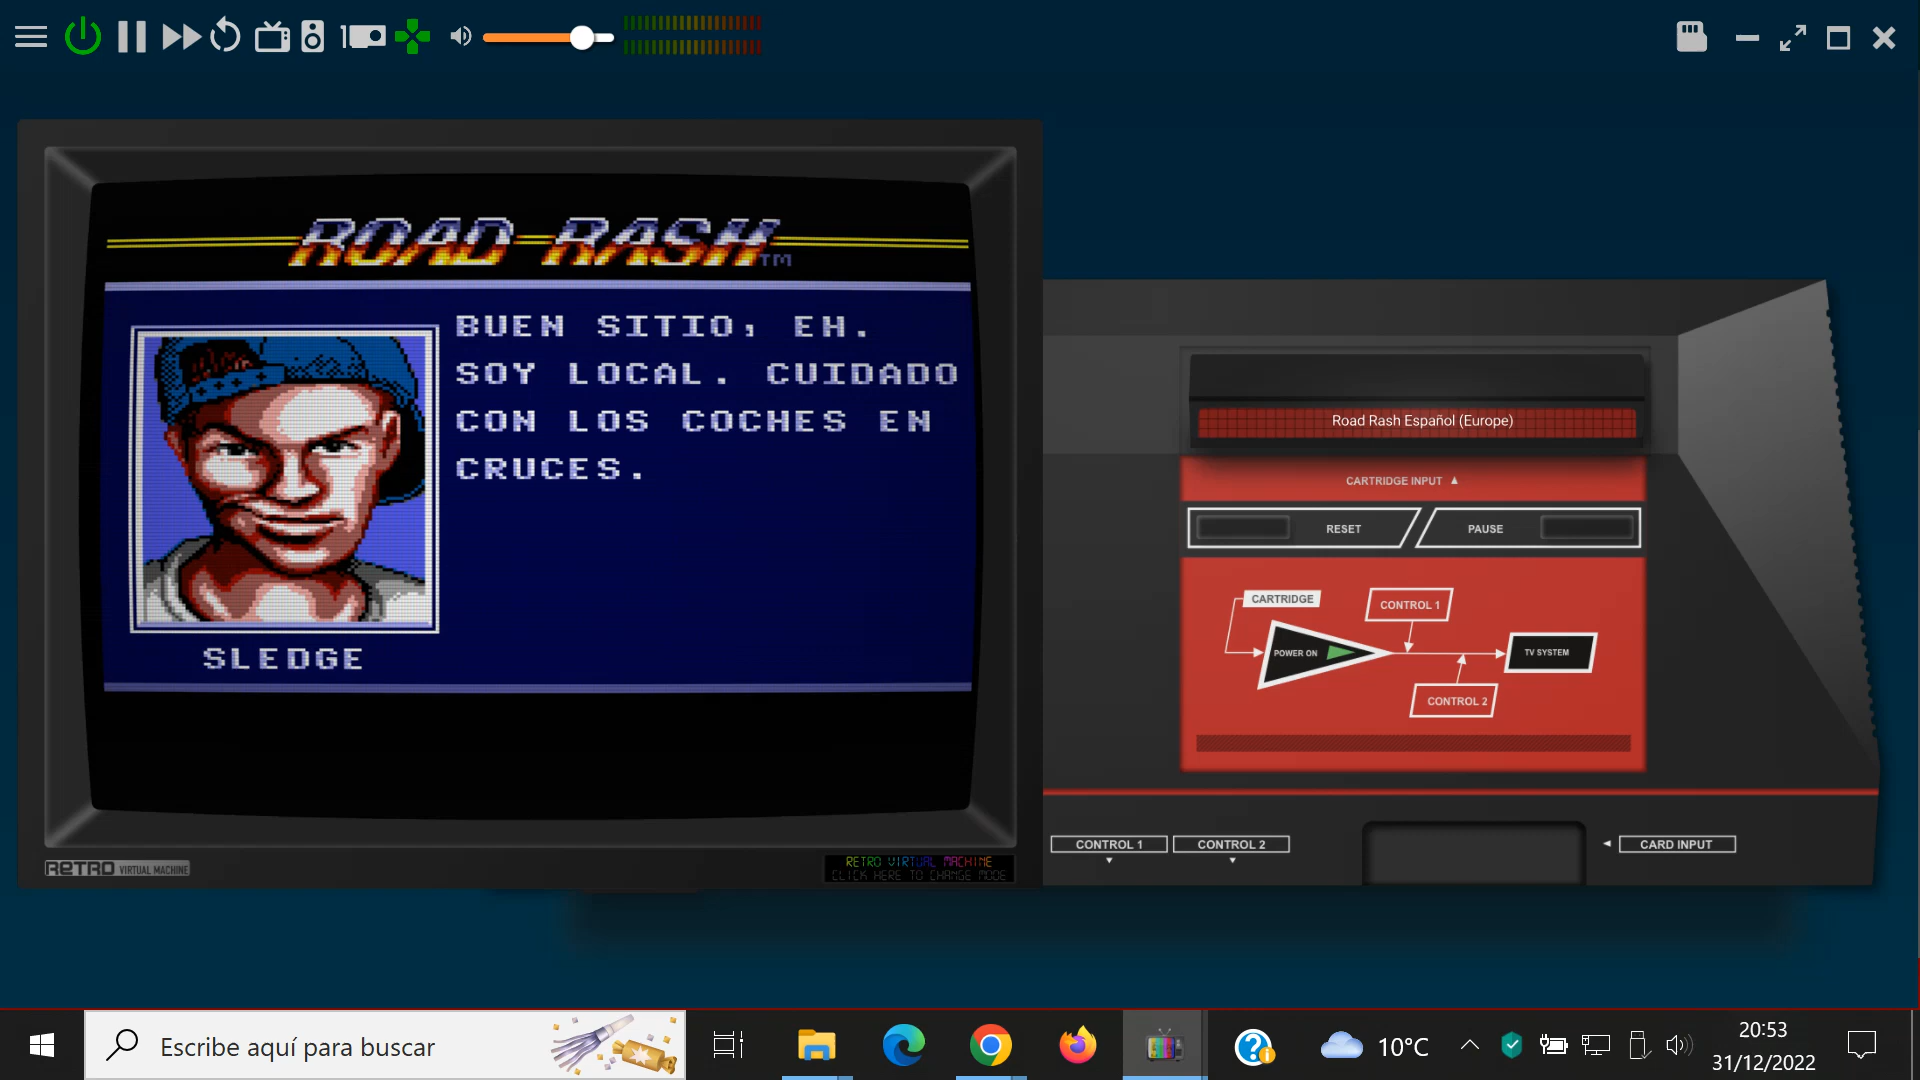 ROAD RASH™
BUEN SITIO, EH.
SOY LOCAL. CUIDADO
CON LOS COCHES EN
CRUCES.
SLEDGE
Road Rash Español (Europe)
CARTRIDGE INPUT ▲
RESET
PAUSE
CARTRIDGE
CONTROL 1
POWER ON
TV SYSTEM
CONTROL 2
CONTROL 1
CONTROL 2
CARD INPUT
RETRO VIRTUAL MACHINE
RETRO VIRTUAL MACHINE
CLICK HERE TO CHANGE MODE
Escribe aquí para buscar
10°C
20:53
31/12/2022